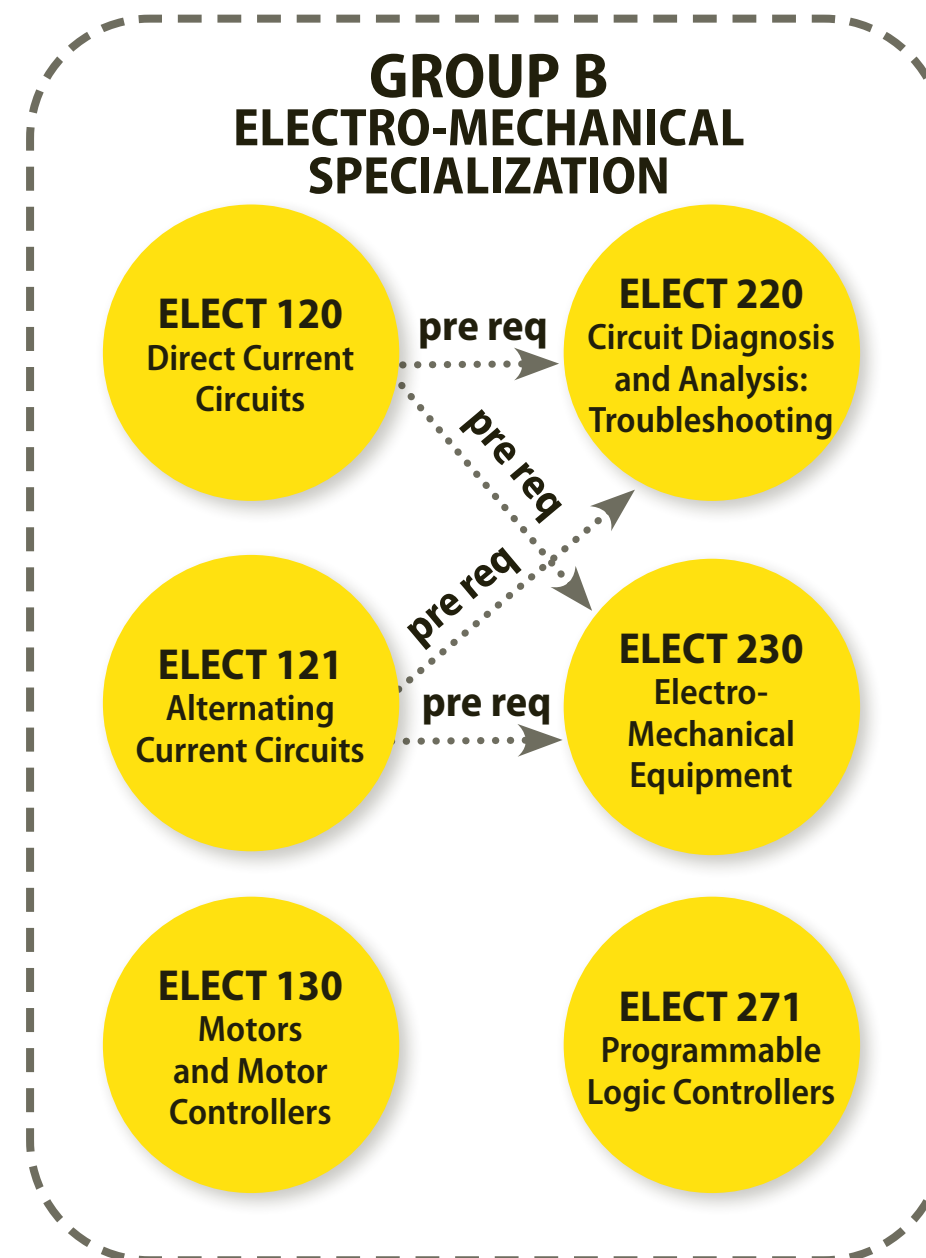 GROUP B
ELECTRO-MECHANICAL
SPECIALIZATION
ELECT 120
Direct Current
Circuits
pre req
ELECT 220
Circuit Diagnosis
and Analysis:
Troubleshooting
pre req
pre req
ELECT 121
Alternating
Current Circuits
pre req
ELECT 230
Electro-
Mechanical
Equipment
ELECT 130
Motors
and Motor
Controllers
ELECT 271
Programmable
Logic Controllers